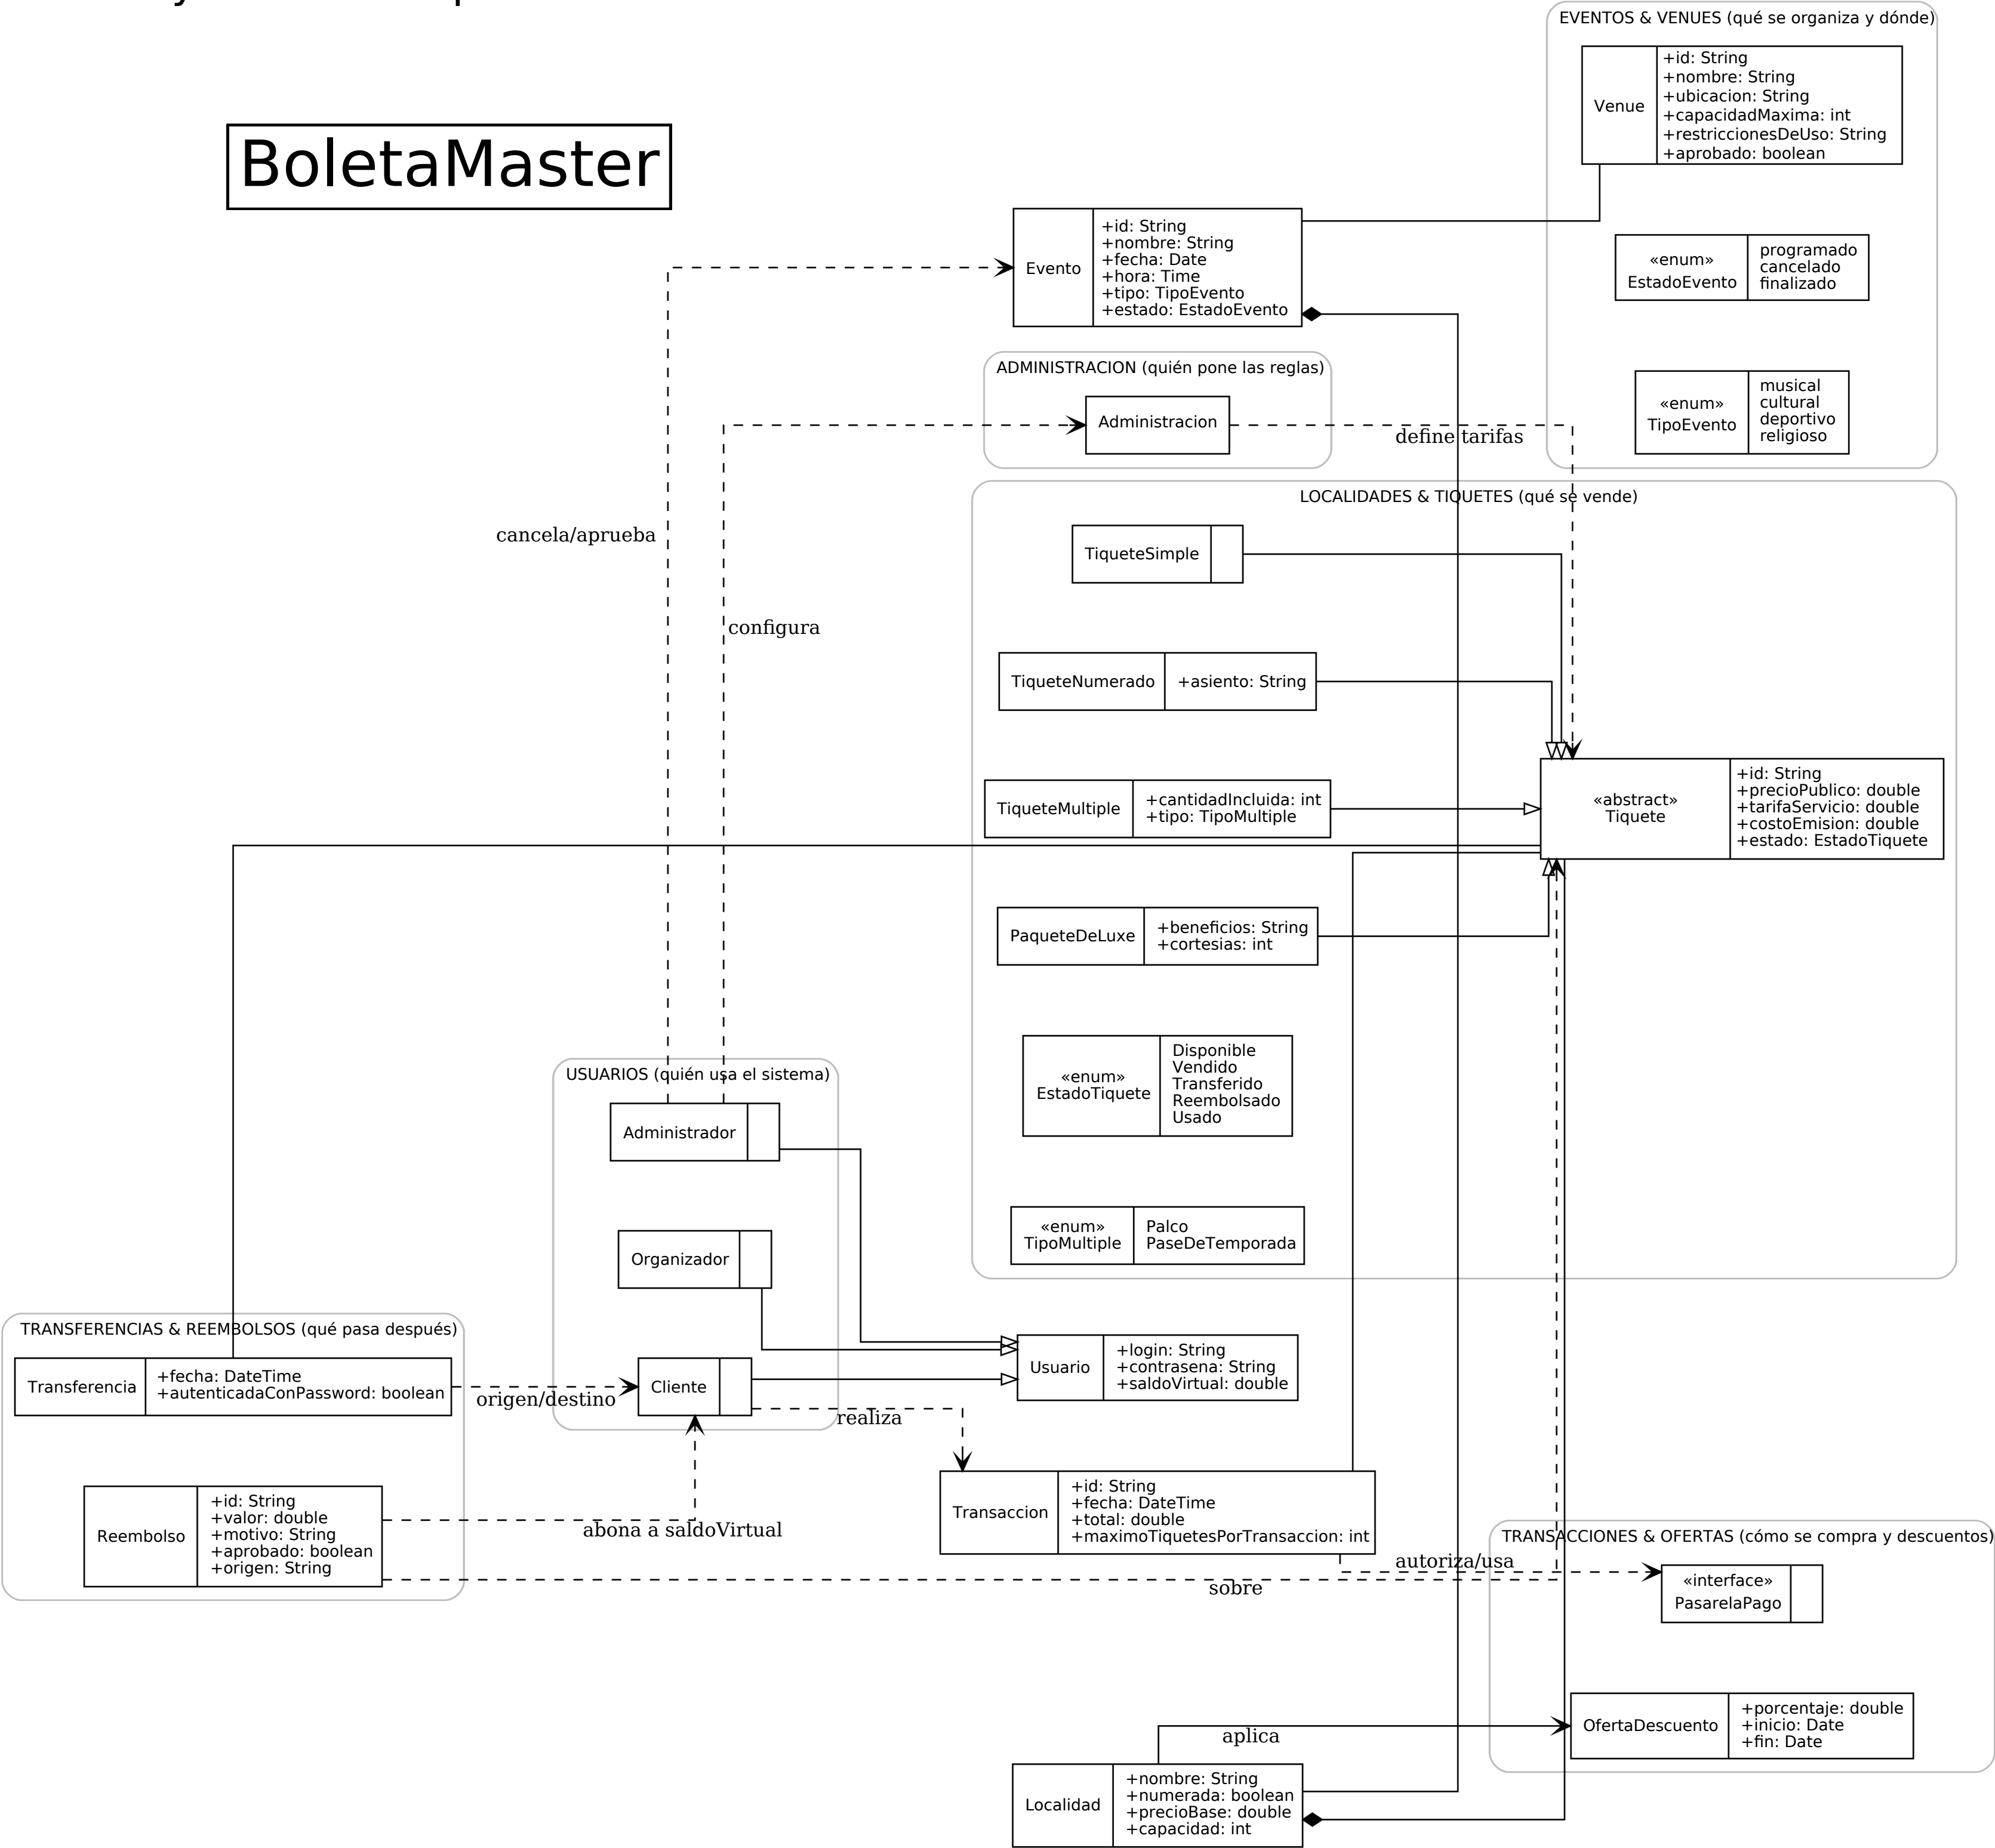 EVENTOS & VENUES (qué se organiza y dónde)
Venue
+id: String
+nombre: String
+ubicacion: String
+capacidadMaxima: int
+restriccionesDeUso: String
+aprobado: boolean
BoletaMaster
Evento
+id: String
+nombre: String
+fecha: Date
+hora: Time
+tipo: TipoEvento
+estado: EstadoEvento
«enum»
EstadoEvento
programado
cancelado
finalizado
ADMINISTRACION (quién pone las reglas)
Administracion
define tarifas
«enum»
TipoEvento
musical
cultural
deportivo
religioso
LOCALIDADES & TIQUETES (qué se vende)
cancela/aprueba
TiqueteSimple
configura
TiqueteNumerado
+asiento: String
TiqueteMultiple
+cantidadIncluida: int
+tipo: TipoMultiple
«abstract»
Tiquete
+id: String
+precioPublico: double
+tarifaServicio: double
+costoEmision: double
+estado: EstadoTiquete
PaqueteDeLuxe
+beneficios: String
+cortesias: int
«enum»
EstadoTiquete
Disponible
Vendido
Transferido
Reembolsado
Usado
USUARIOS (quién usa el sistema)
Administrador
Organizador
«enum»
TipoMultiple
Palco
PaseDeTemporada
TRANSFERENCIAS & REEMBOLSOS (qué pasa después)
Transferencia
+fecha: DateTime
+autenticadaConPassword: boolean
origen/destino
Cliente
realiza
Usuario
+login: String
+contrasena: String
+saldoVirtual: double
Reembolso
+id: String
+valor: double
+motivo: String
+aprobado: boolean
+origen: String
abona a saldoVirtual
Transaccion
+id: String
+fecha: DateTime
+total: double
+maximoTiquetesPorTransaccion: int
sobre
autoriza/usa
TRANSACCIONES & OFERTAS (cómo se compra y descuentos)
«interface»
PasarelaPago
OfertaDescuento
+porcentaje: double
+inicio: Date
+fin: Date
aplica
Localidad
+nombre: String
+numerada: boolean
+precioBase: double
+capacidad: int